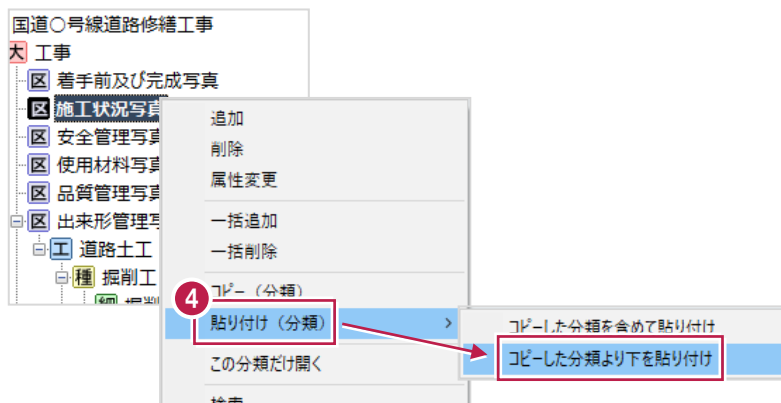 国道○号線道路修繕工事
大 工事
区 着手前及び完成写真
区 施工状況写真
区 安全管理写真
区 使用材料写真
区 品質管理写真
区 出来形管理写
工 道路土工
種 掘削工
細 掘削
追加
削除
属性変更
一括追加
一括削除
コピー（分類）
4
貼り付け（分類） >
コピーした分類を含めて貼り付け
コピーした分類より下を貼り付け
この分類だけ開く
検索